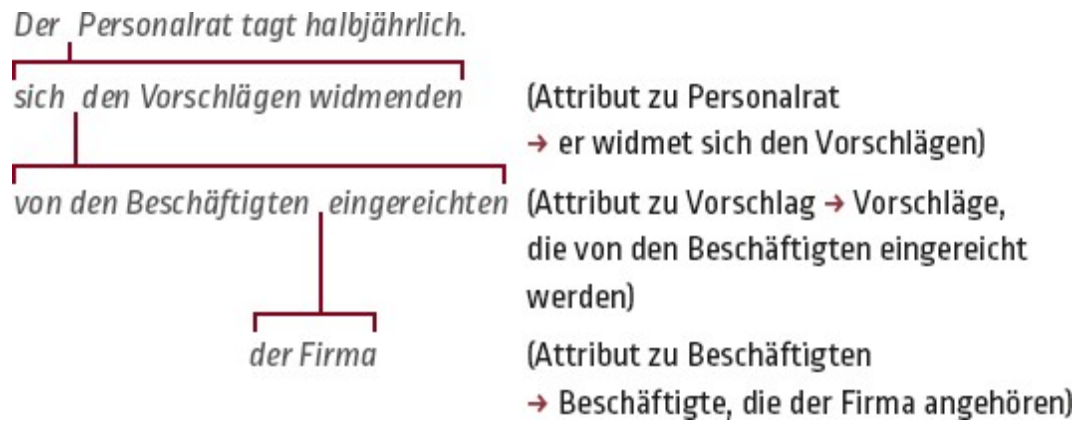 Der Personalrat tagt halbjährlich.
sich den Vorschlägen widmenden (Attribut zu Personalrat
→ er widmet sich den Vorschlägen)
von den Beschäftigten eingereichten (Attribut zu Vorschlag → Vorschläge,
die von den Beschäftigten eingereicht
werden)
der Firma (Attribut zu Beschäftigten
→ Beschäftigte, die der Firma angehören)